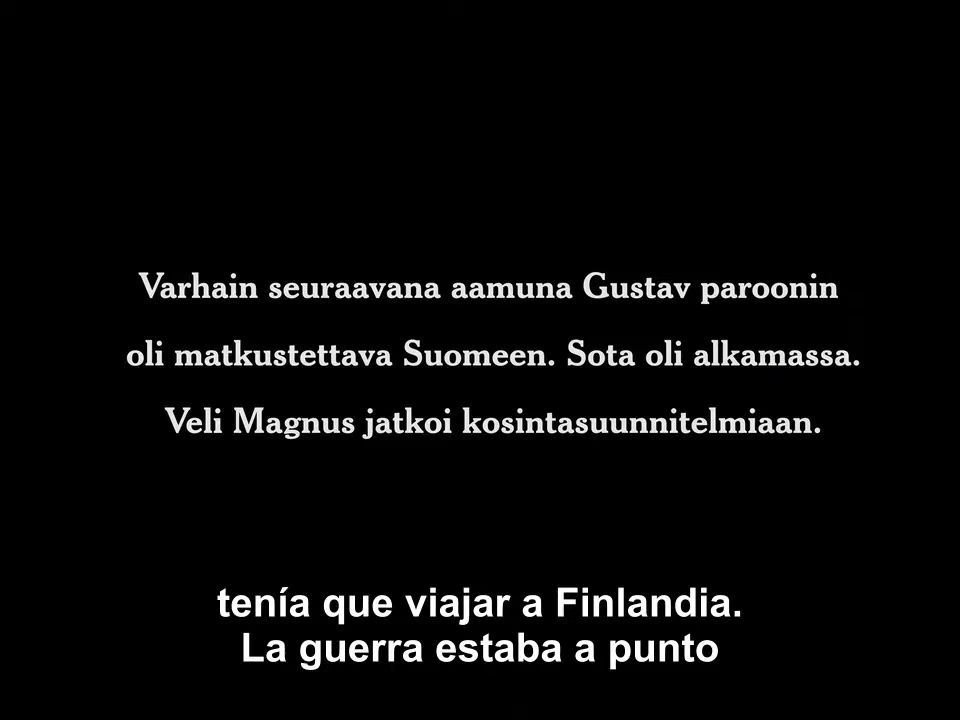 Varhain seuraavana aamuna Gustav paroonin
oli matkustettava Suomeen. Sota oli alkamassa.
Veli Magnus jatkoi kosintasuunnitelmiaan.
tenía que viajar a Finlandia.
La guerra estaba a punto